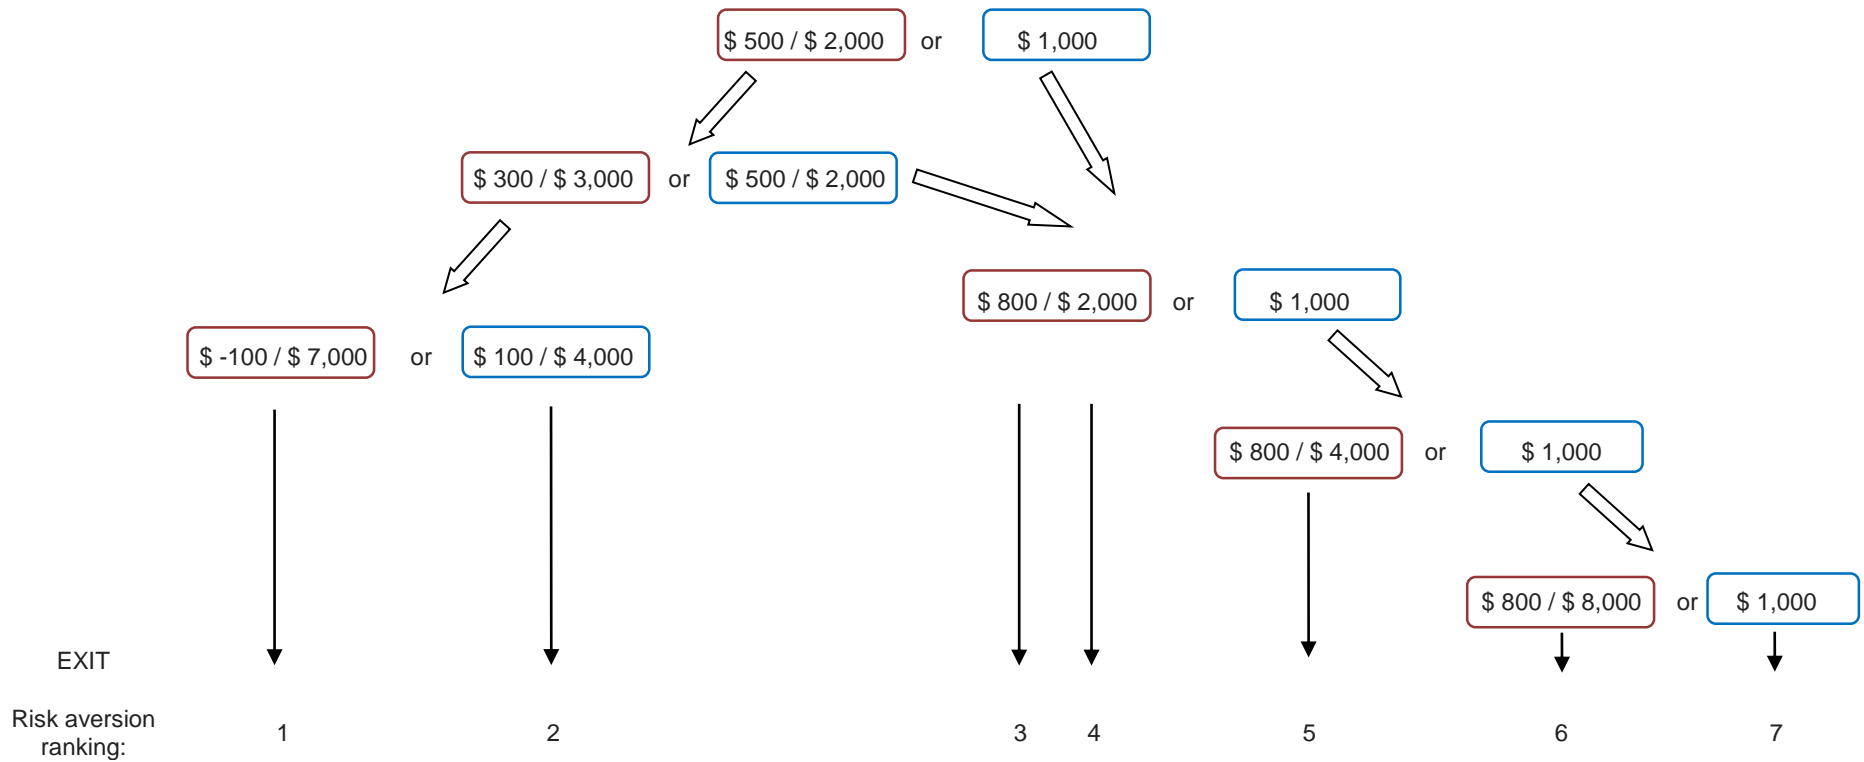 $ 500 / $ 2,000 or $ 1,000
$ 300 / $ 3,000 or $ 500 / $ 2,000
$ 800 / $ 2,000 or $ 1,000
$ -100 / $ 7,000 or $ 100 / $ 4,000
$ 800 / $ 4,000 or $ 1,000
$ 800 / $ 8,000 or $ 1,000
EXIT
Risk aversion
ranking:
1 2 3 4 5 6 7